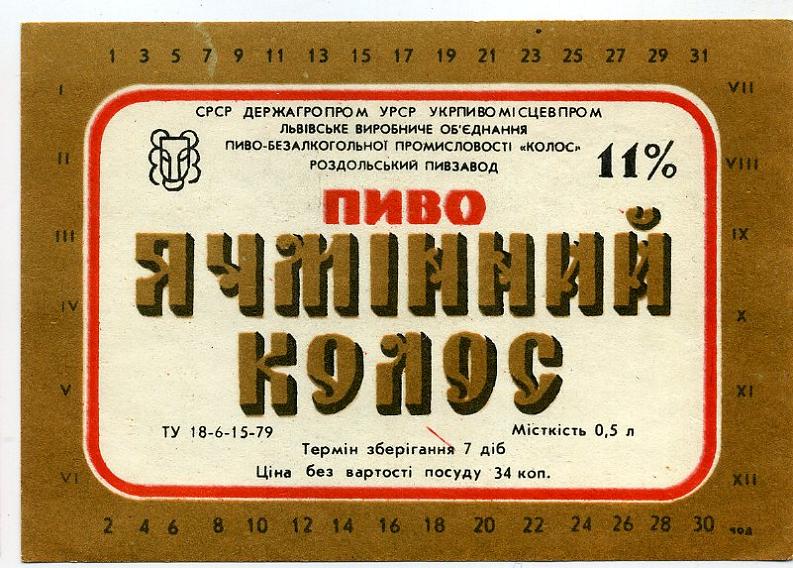 1 3 5 7 9 11 13 15 17 19 21 23 25 27 29 31
I
VII
СРСР ДЕРЖАГРОПРОМ УРСР УКРПИВОМІСЦЕВПРОМ
ЛЬВІВСЬКЕ ВИРОБНИЧЕ ОБ'ЄДНАННЯ
ПИВО-БЕЗАЛКОГОЛЬНОЇ ПРОМИСЛОВОСТІ «КОЛОС»
РОЗДОЛЬСЬКИЙ ПИВЗАВОД
11%
II
VIII
ПИВО
III
IX
ЯЧМІННИЙ
IV
X
КОЛОС
V
XI
ТУ 18-6-15-79
Місткість 0,5 л
Термін зберігання 7 діб
Ціна без вартості посуду 34 коп.
VI
XII
2 4 6 8 10 12 14 16 18 20 22 24 26 28 30